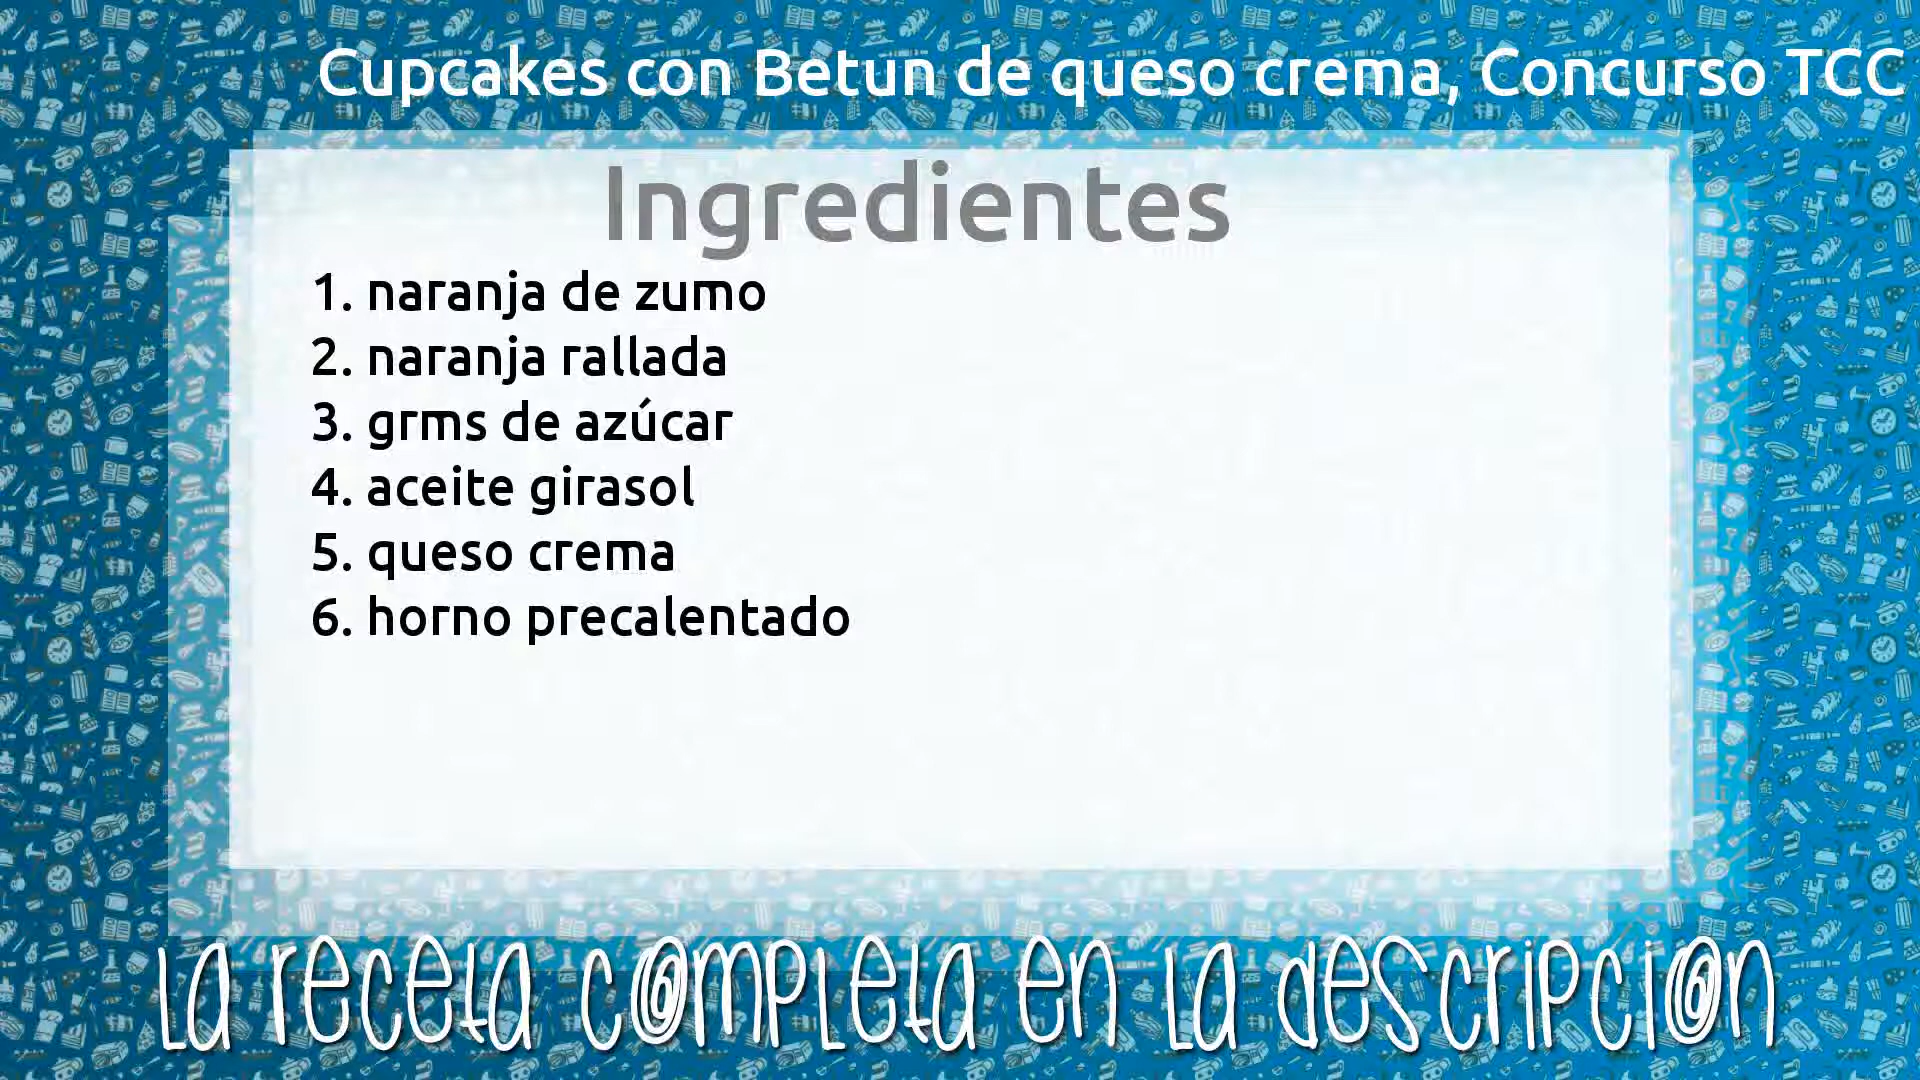 Cupcakes con Betun de queso crema, Concurso TCC
Ingredientes
1. naranja de zumo
2. naranja rallada
3. grms de azúcar
4. aceite girasol
5. queso crema
6. horno precalentado
La receta c@mpleta en la descripci@n